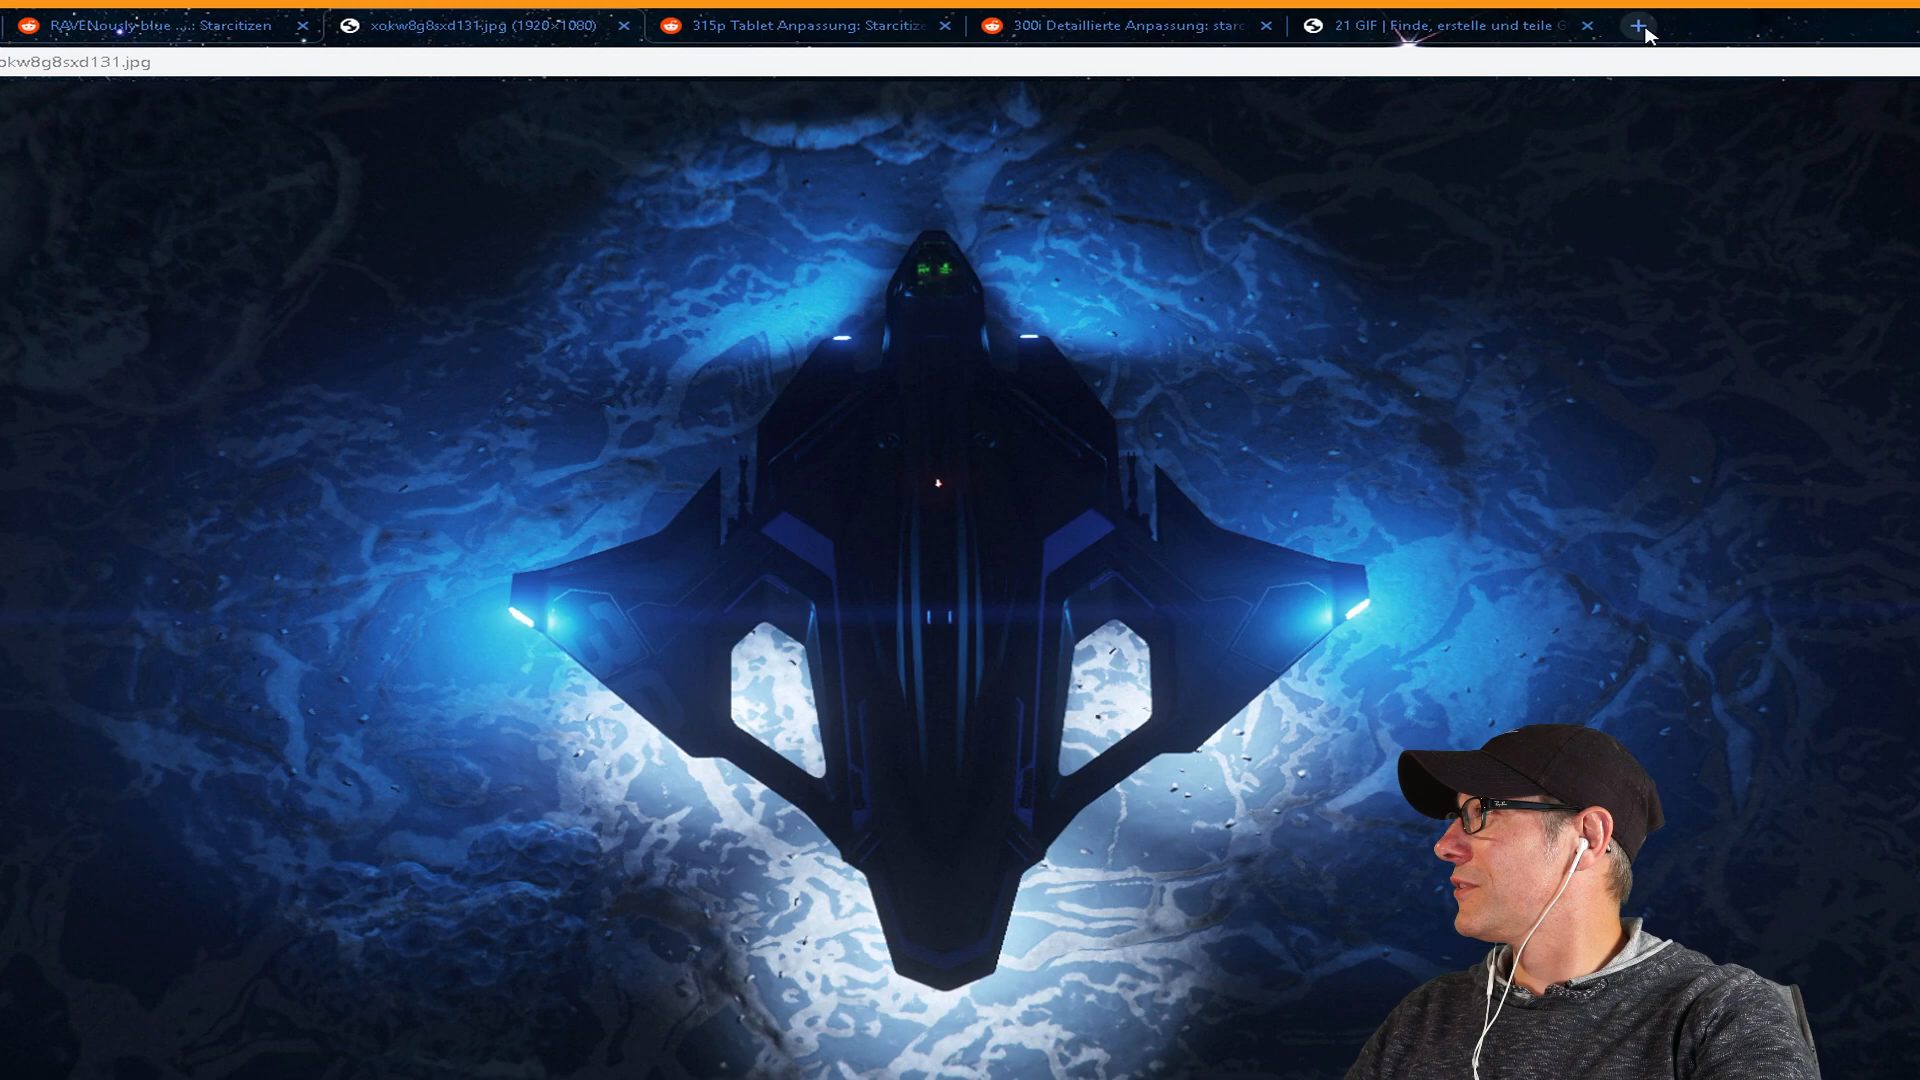 RAVENously blue ....: Starcitizen
xokw8g8sxd131.jpg (1920×1080)
315p Tablet Anpassung: Starcitize
300i Detaillierte Anpassung: starc
21 GIF | Finde, erstelle und teile G
okw8g8sxd131.jpg